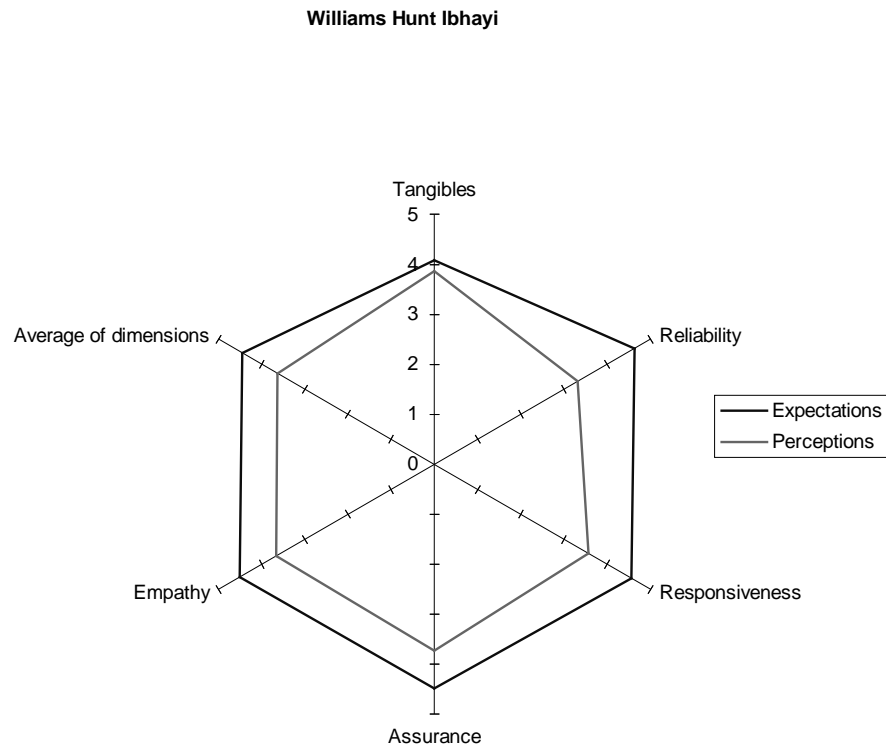 Williams Hunt Ibhayi
Tangibles
5
4
3
2
1
0
Average of dimensions
Reliability
Expectations
Perceptions
Empathy
Responsiveness
Assurance